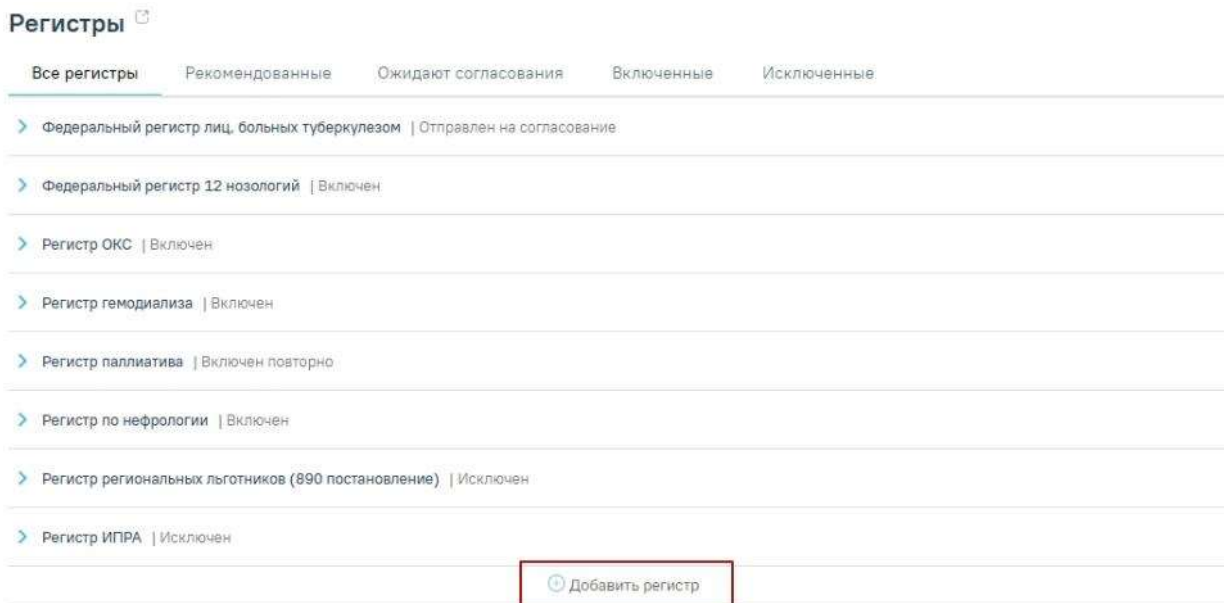 Регистры
Все регистры Рекомендованные Ожидают согласования Включенные Исключенные
Федеральный регистр лиц, больных туберкулезом | Отправлен на согласование
Федеральный регистр 12 нозологий | Включен
Регистр ОКС | Включен
Регистр гемодиализа | Включен
Регистр паллиатива | Включен повторно
Регистр по нефрологии | Включен
Регистр региональных льготников (890 постановление) | Исключен
Регистр ИПРА | Исключен
Добавить регистр